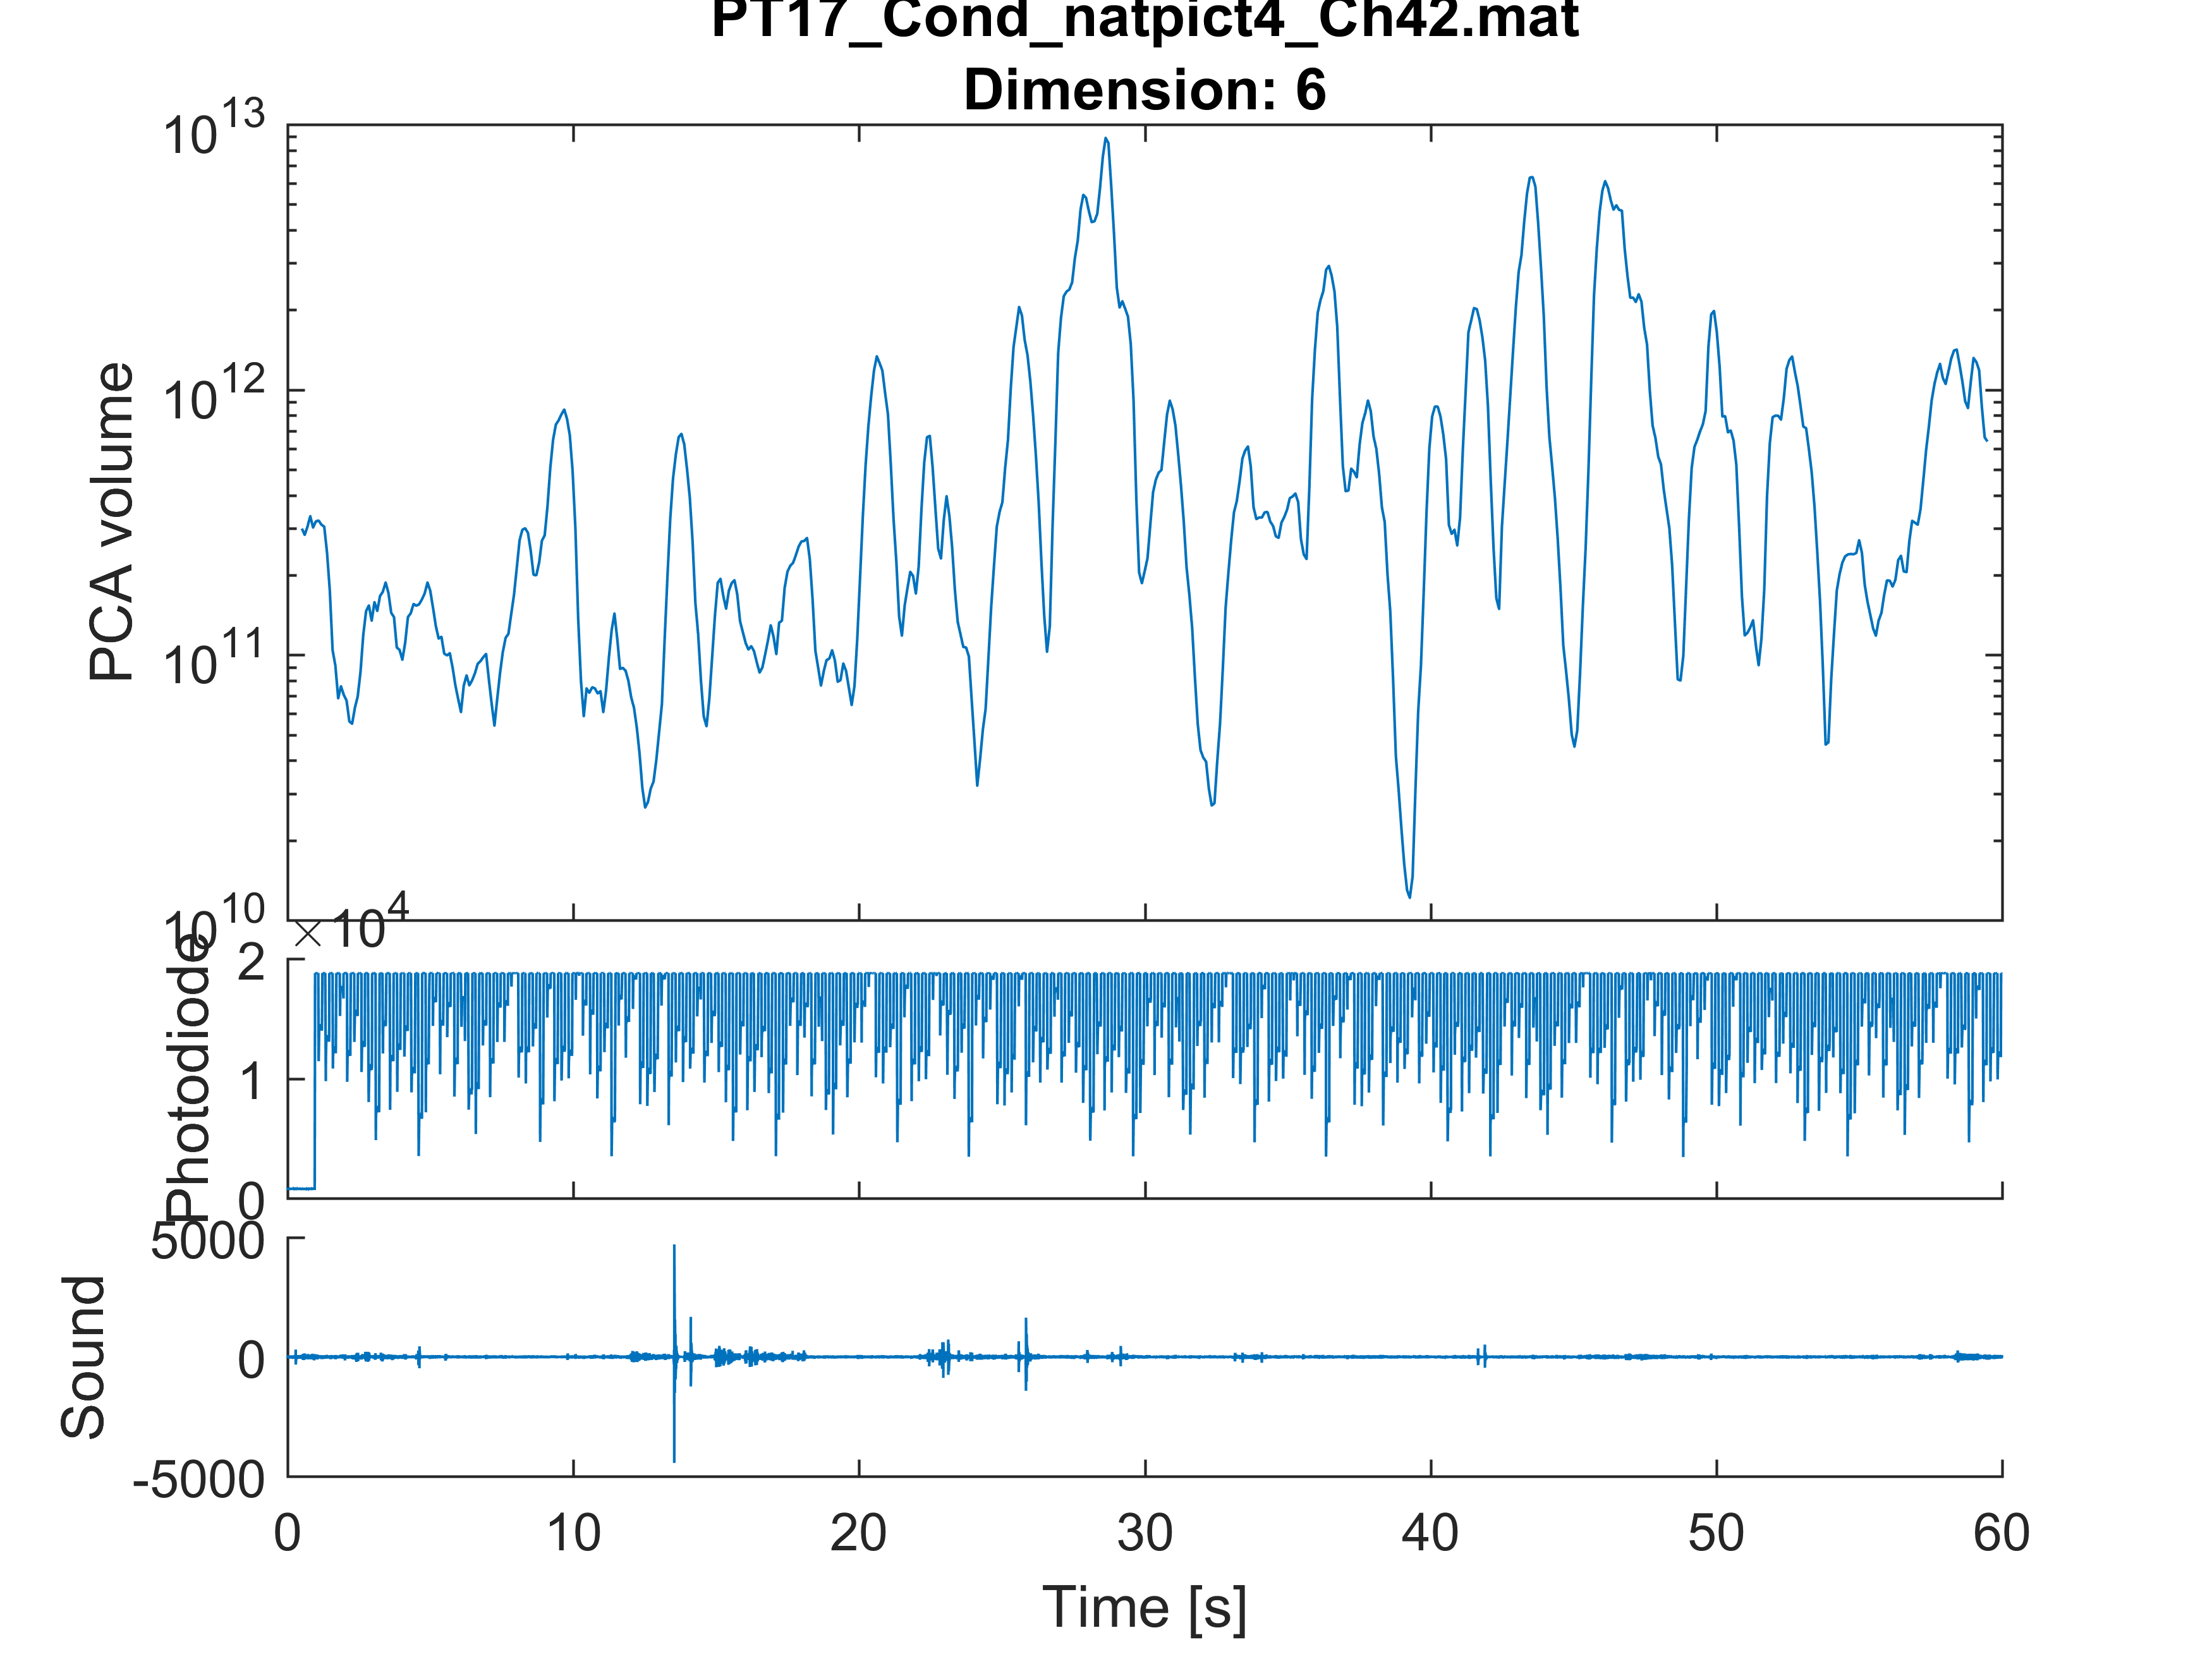 PT17_Cond_natpict4_Ch42.mat
Dimension: 6
10^13
10^12
10^11
10^10
PCA volume
× 10^4
2
1
0
Photodiode
5000
0
-5000
Sound
0 10 20 30 40 50 60
Time [s]